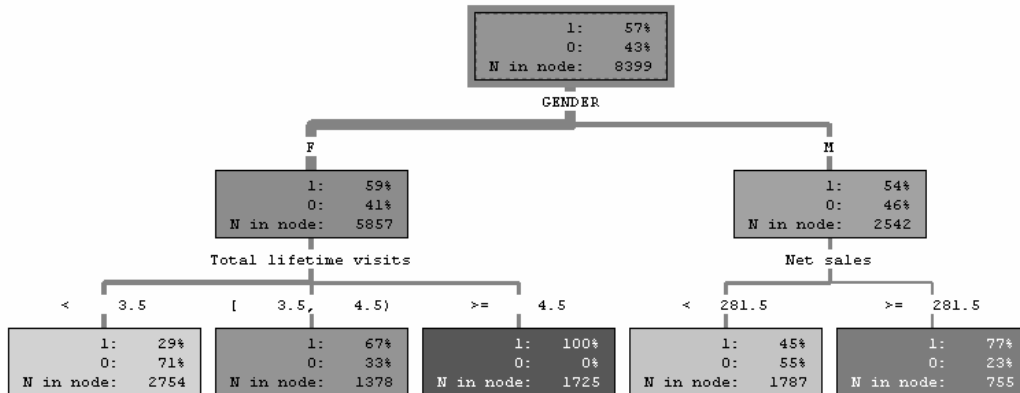 1: 57%
0: 43%
N in node: 8399
GENDER
F M
1: 59% 1: 54%
0: 41% 0: 46%
N in node: 5857 N in node: 2542
Total lifetime visits Net sales
< 3.5 [ 3.5, 4.5) >= 4.5 < 281.5 >= 281.5
1: 29% 1: 67% 1: 100% 1: 45% 1: 77%
0: 71% 0: 33% 0: 0% 0: 55% 0: 23%
N in node: 2754 N in node: 1378 N in node: 1725 N in node: 1787 N in node: 755